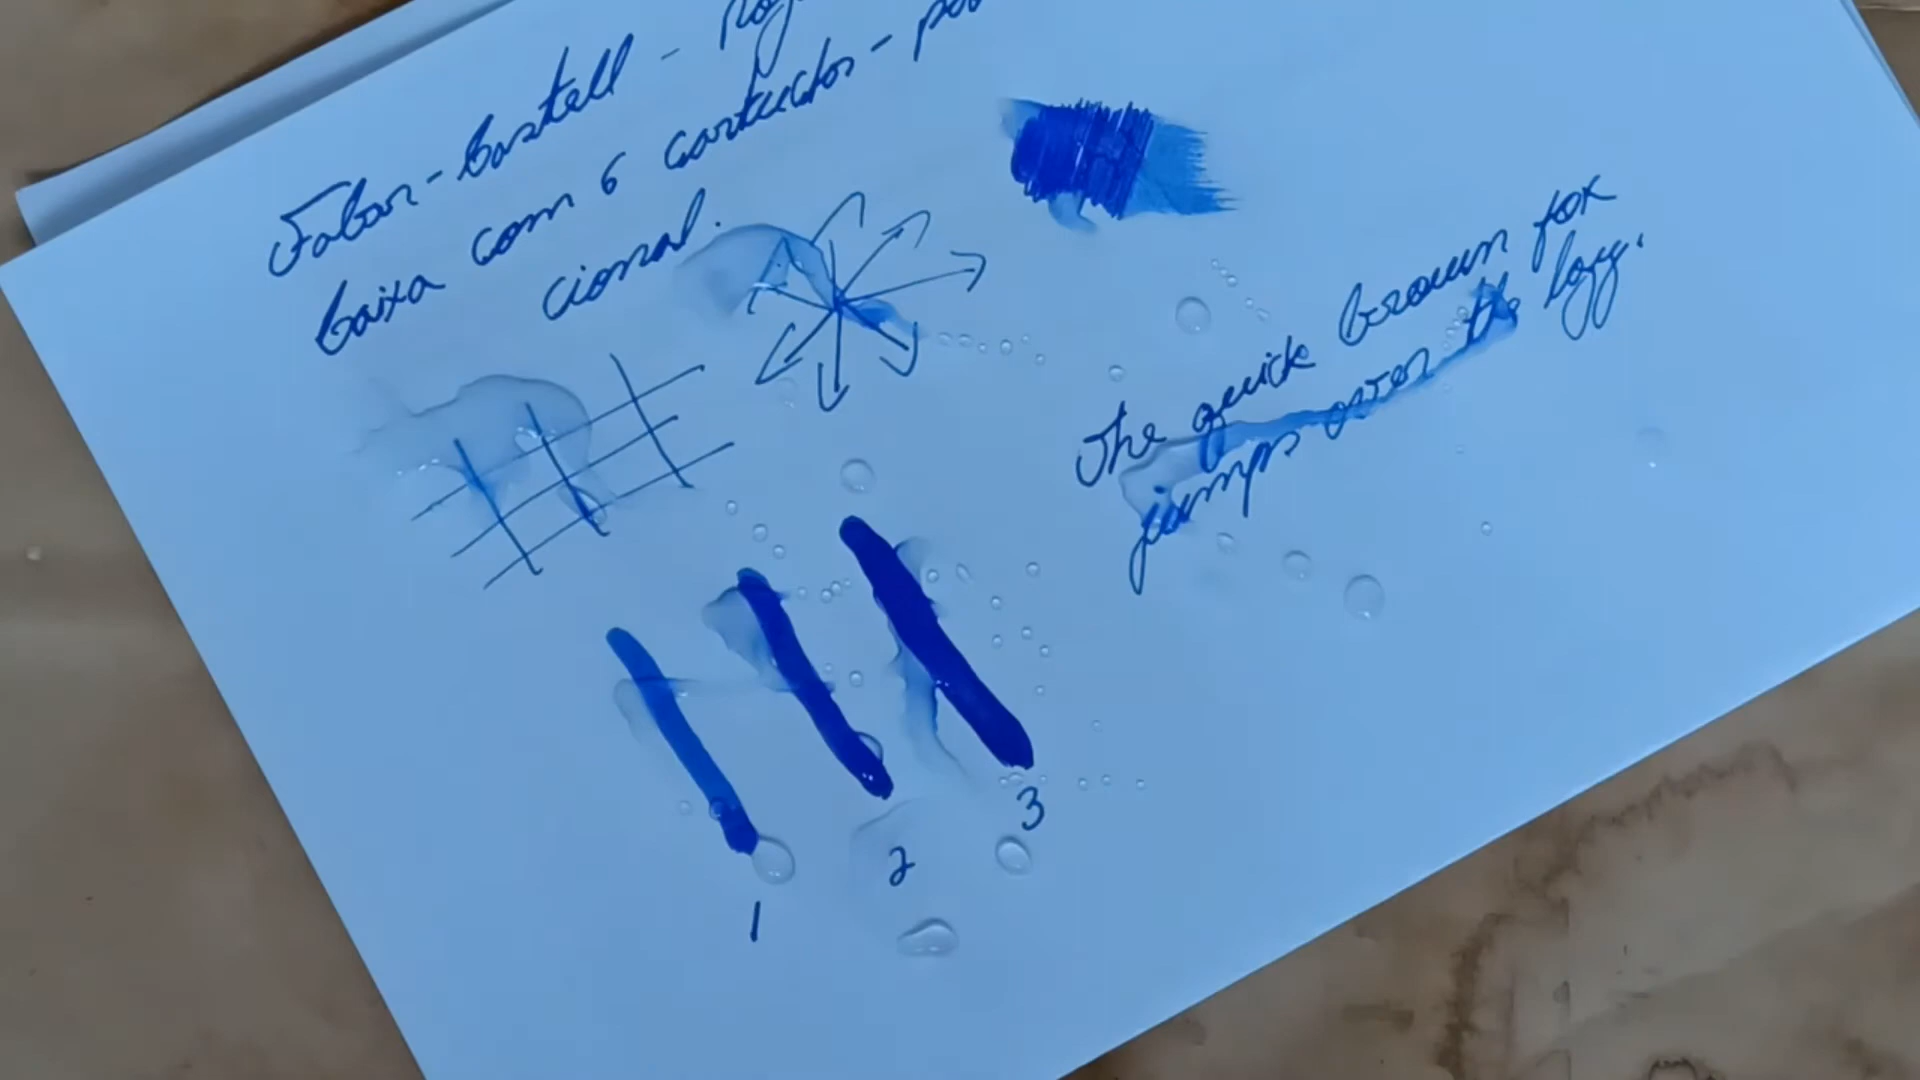 Faber-Castell -
caixa com 6 cartuchos -
cional.
The quick brown fox
jumps over the lazy.
1
2
3